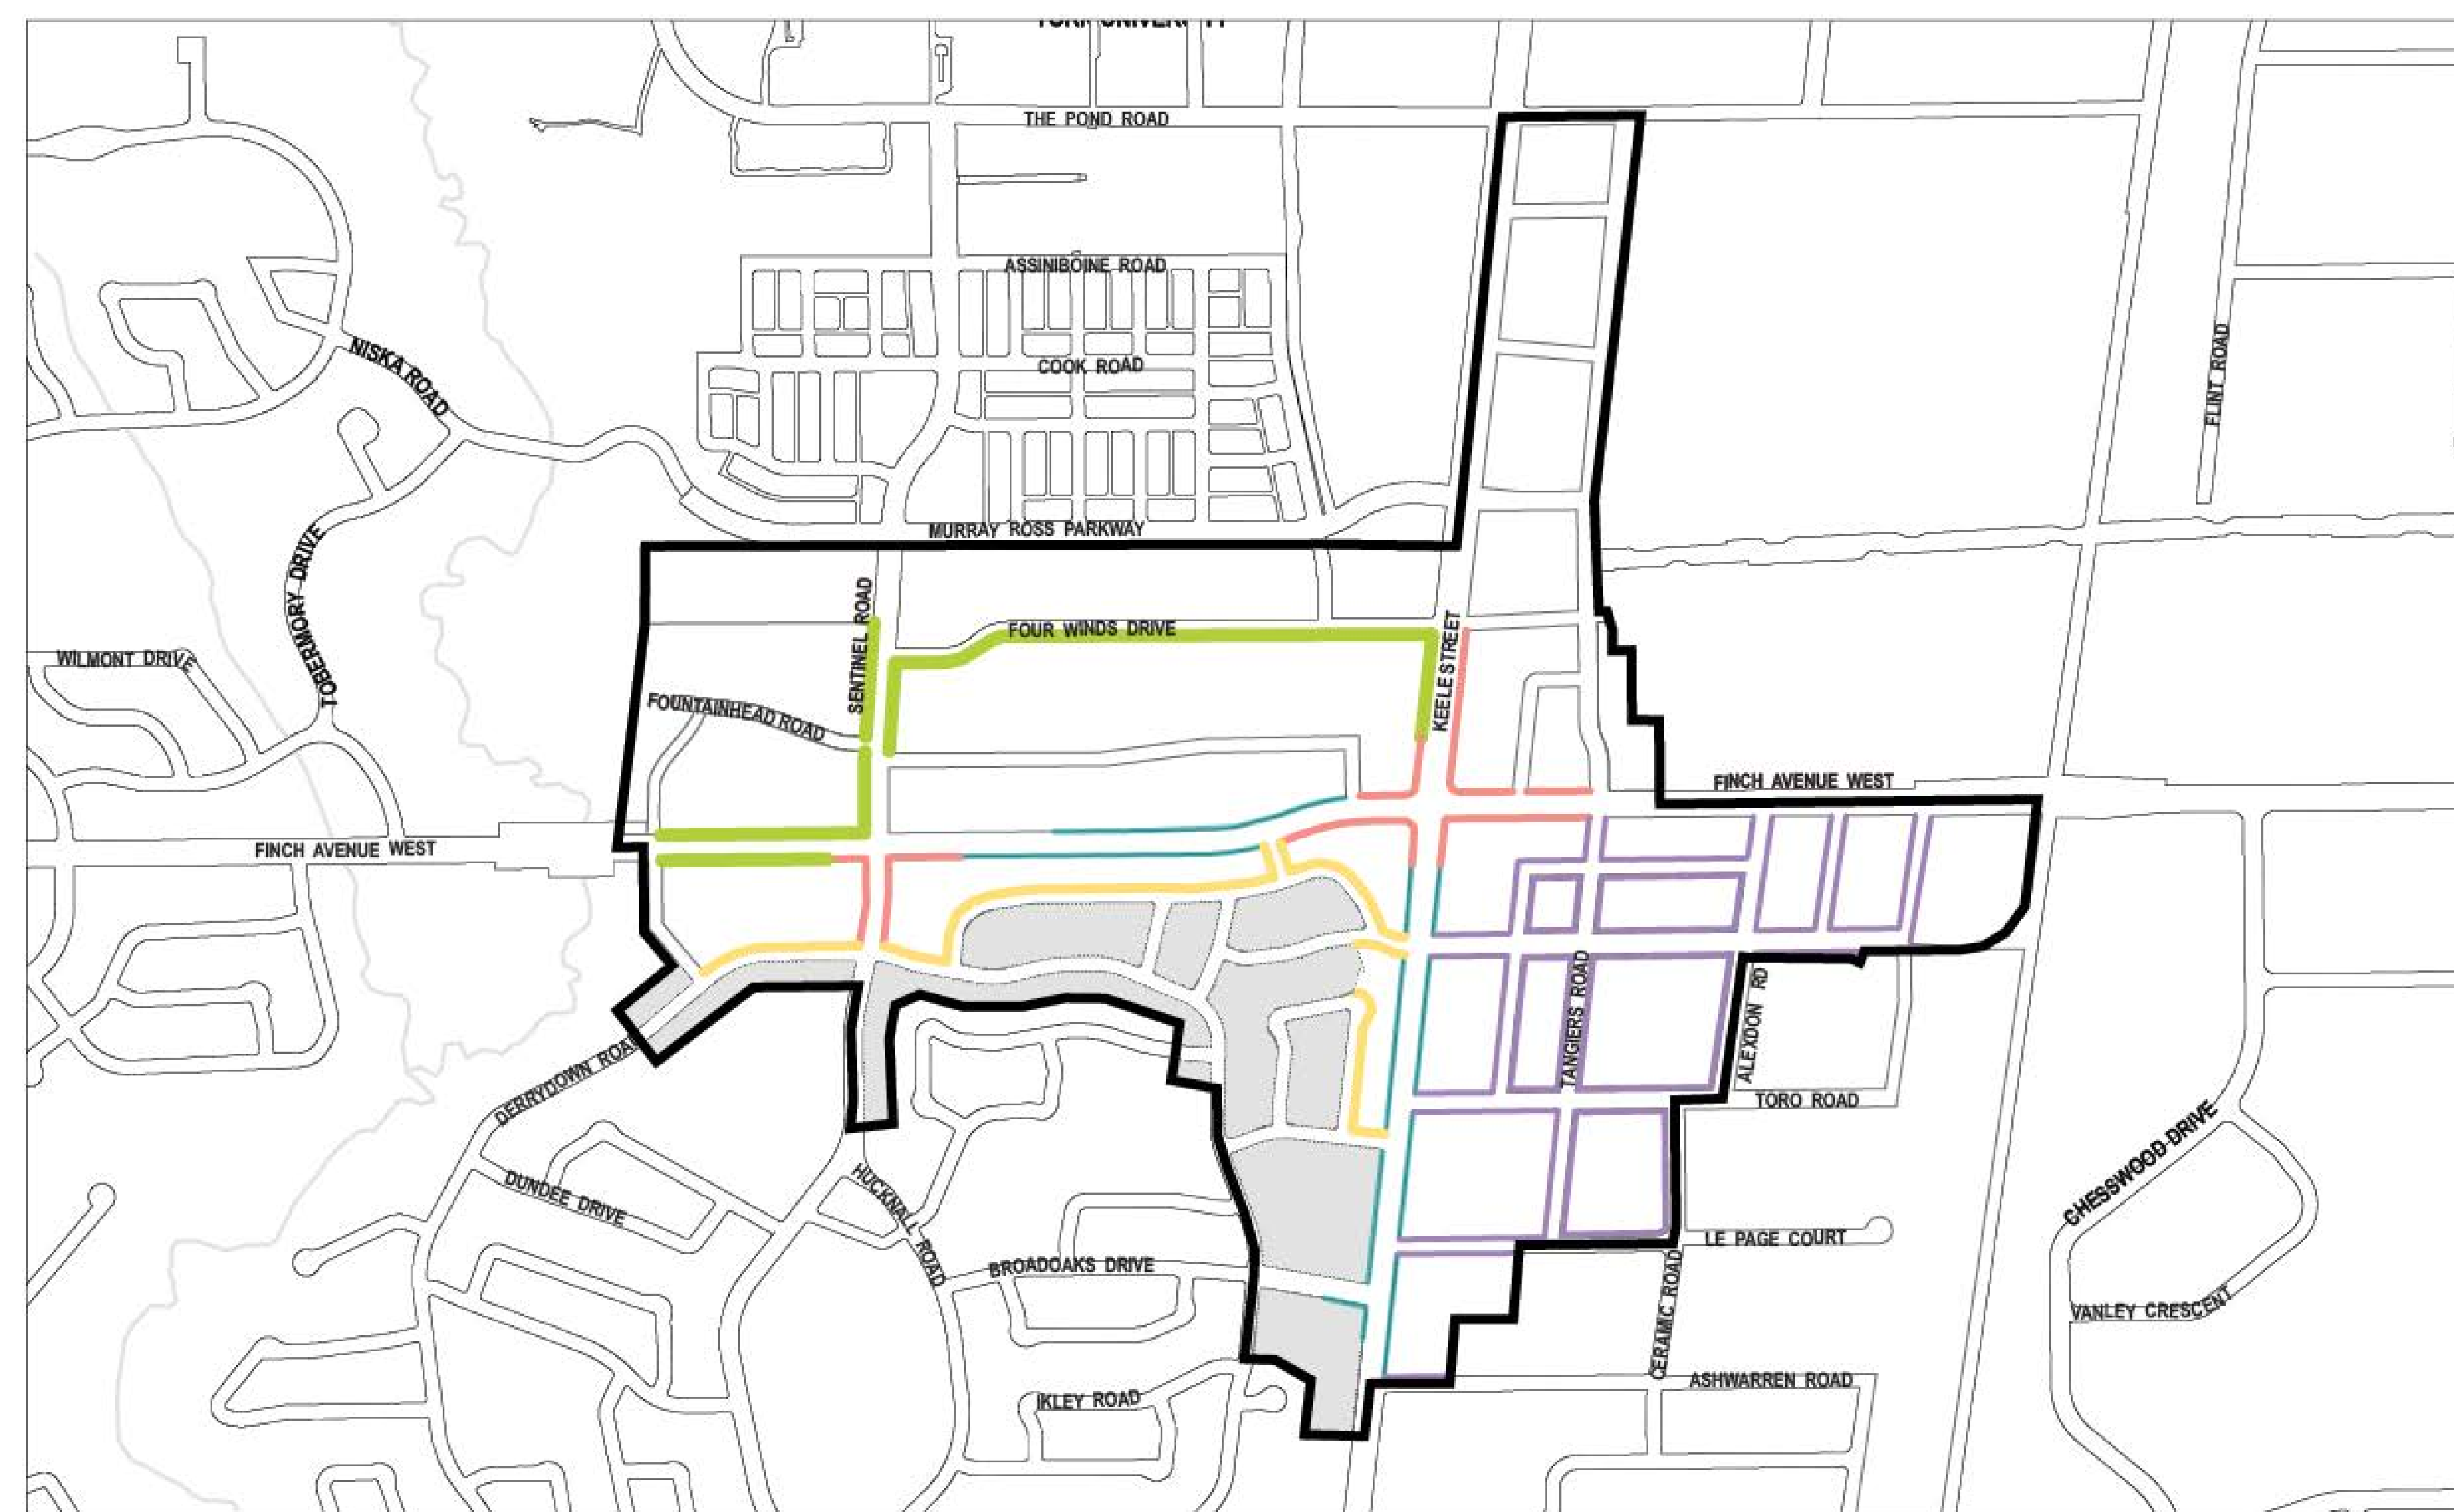 THE POND ROAD
ASSINIBOINE ROAD
NISKA ROAD
COOK ROAD
FLINT ROAD
MURRAY ROSS PARKWAY
TOBERMORY DRIVE
SENTINEL ROAD
FOUR WINDS DRIVE
KEELE STREET
WILMONT DRIVE
FOUNTAINHEAD ROAD
FINCH AVENUE WEST
FINCH AVENUE WEST
TANGIERS ROAD
ALEXDON RD
DERRYDOWN ROA
TORO ROAD
CHESSWOOD DRIVE
DUNDEE DRIVE
HUCKNALL ROAD
LE PAGE COURT
BROADOAKS DRIVE
CERAMIC ROAD
VANLEY CRESCENT
ASHWARREN ROAD
IKLEY ROAD